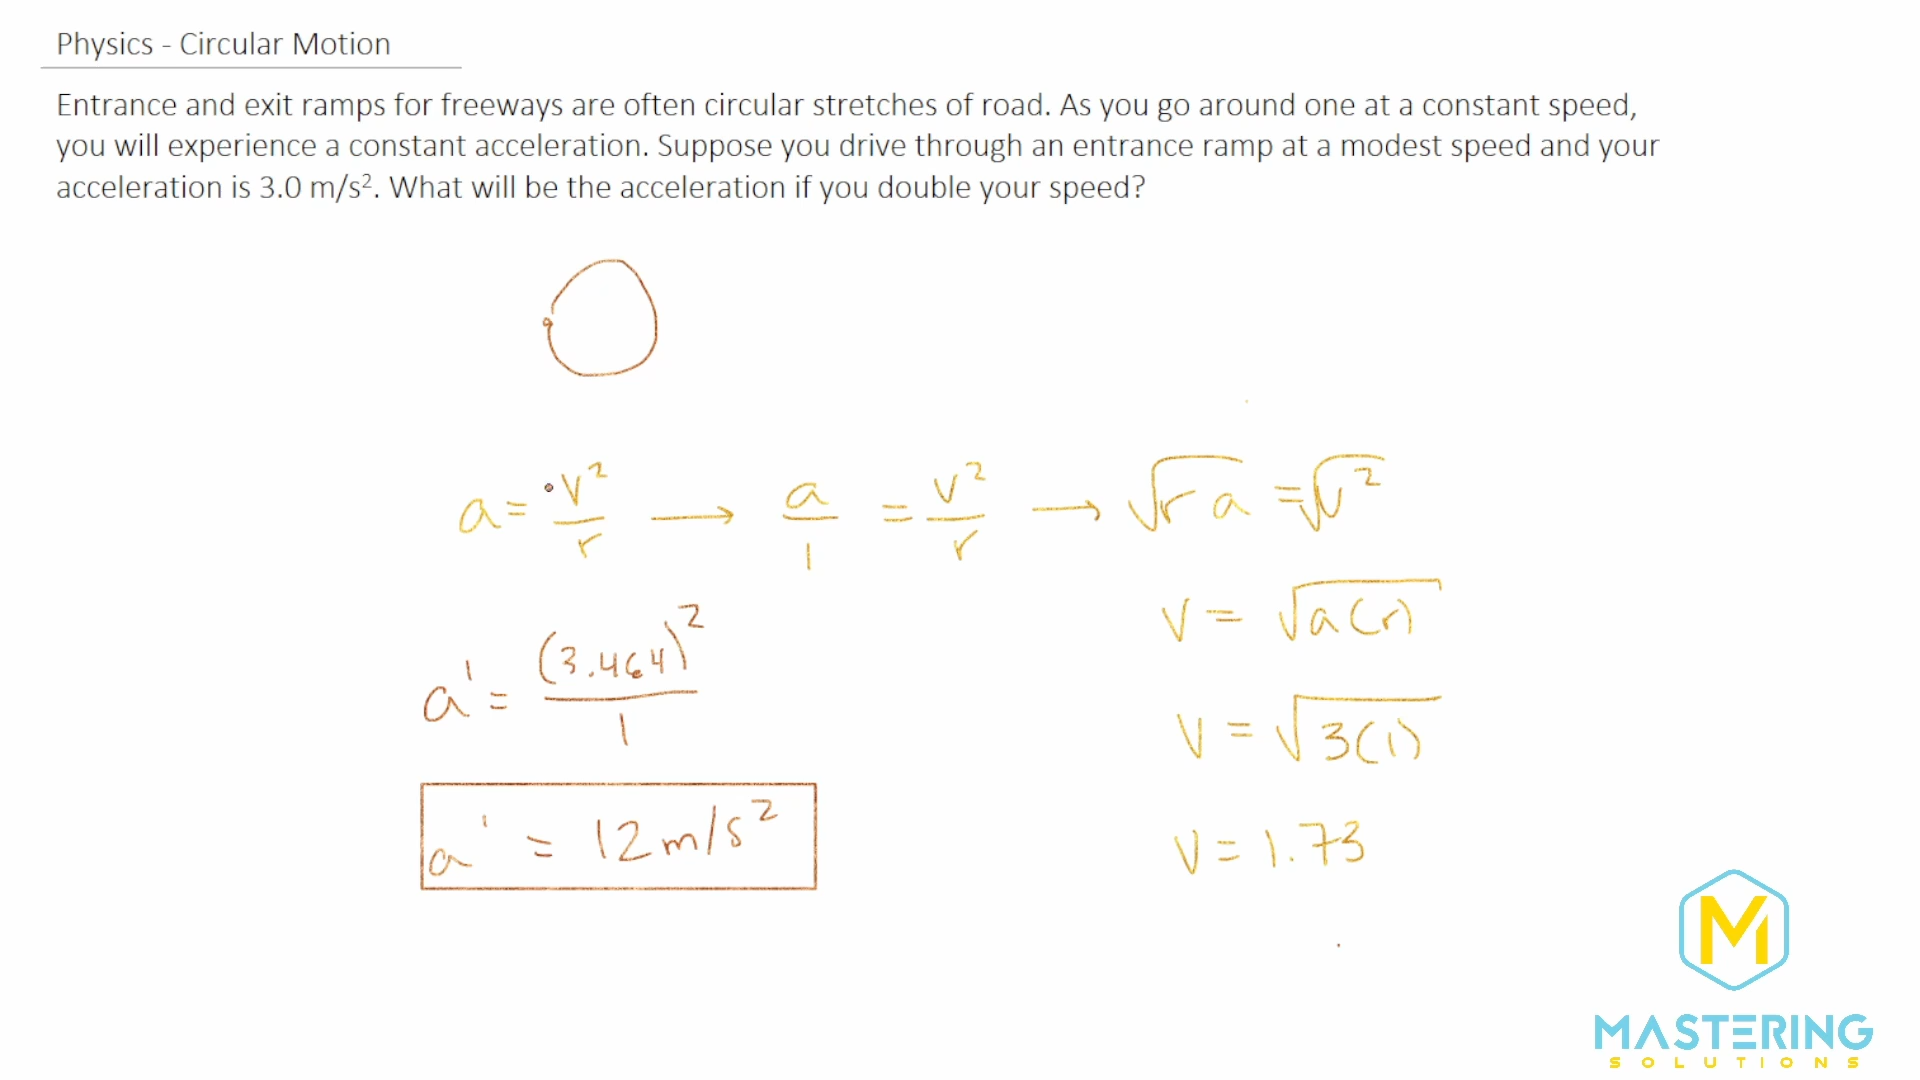 Physics - Circular Motion
Entrance and exit ramps for freeways are often circular stretches of road. As you go around one at a constant speed,
you will experience a constant acceleration. Suppose you drive through an entrance ramp at a modest speed and your
acceleration is 3.0 m/s². What will be the acceleration if you double your speed?
a = v²/r → a/1 = v²/r → √ra = √v²
v = √a(r)
a' = (3.464)²/1
v = √3(1)
a' = 12 m/s²
v = 1.73
M
MASTERING
SOLUTIONS